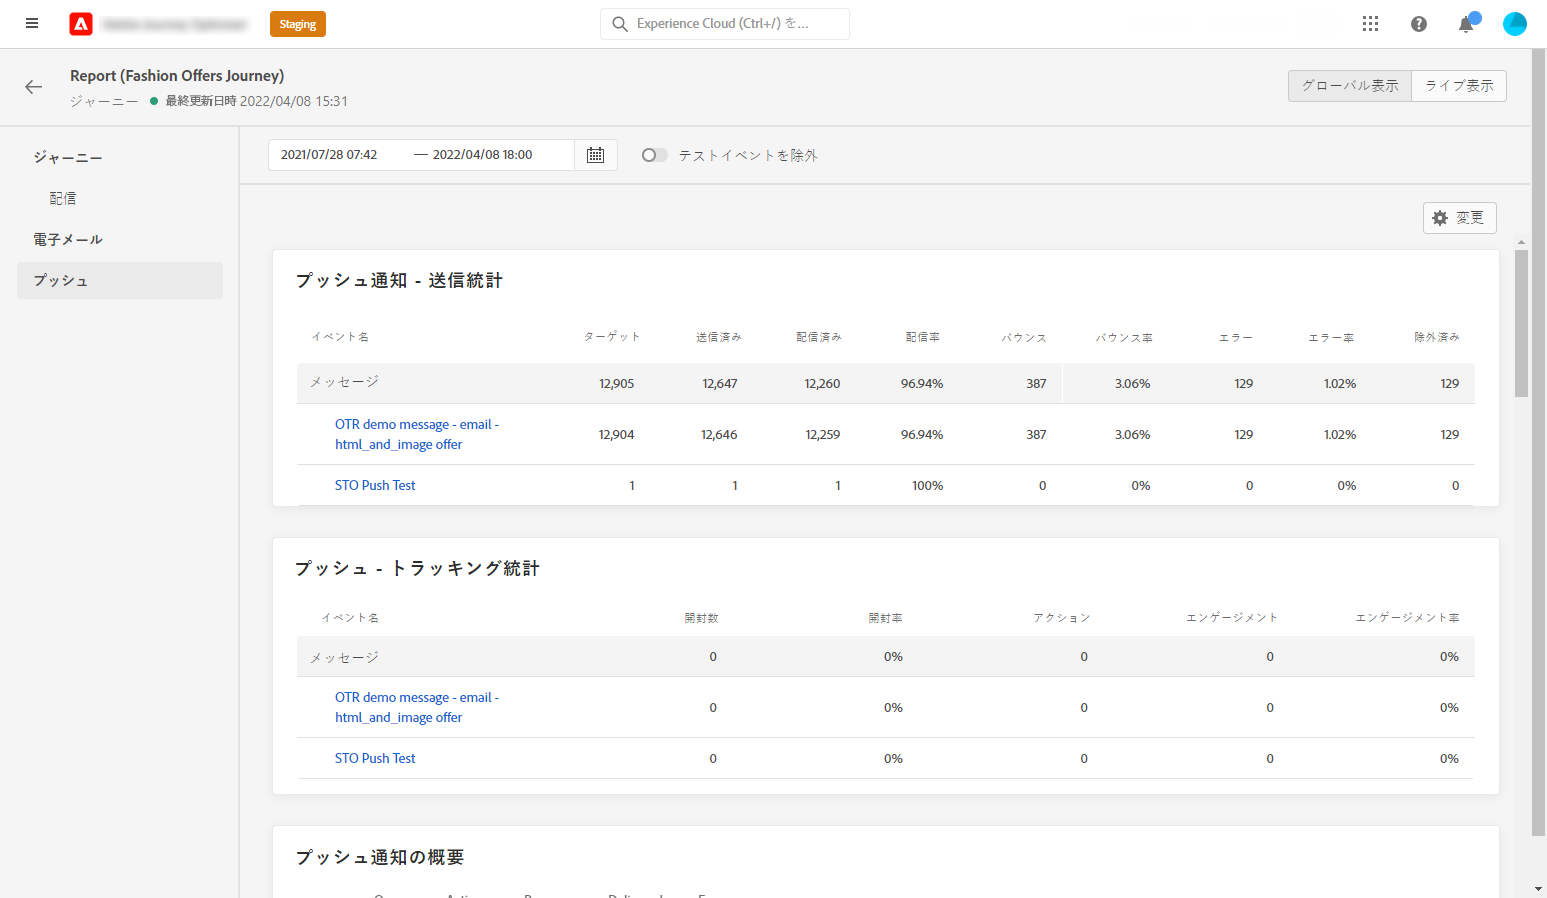 Staging
Experience Cloud (Ctrl+/) を...
Report (Fashion Offers Journey)
ジャーニー 最終更新日時 2022/04/08 15:31
グローバル表示 ライブ表示
ジャーニー
配信
電子メール
プッシュ
2021/07/28 07:42 — 2022/04/08 18:00
テストイベントを除外
変更
プッシュ通知 - 送信統計
イベント名 ターゲット 送信済み 配信済み 配信率 バウンス バウンス率 エラー エラー率 除外済み
メッセージ 12,905 12,647 12,260 96.94% 387 3.06% 129 1.02% 129
OTR demo message - email -
html_and_image offer 12,904 12,646 12,259 96.94% 387 3.06% 129 1.02% 129
STO Push Test 1 1 1 100% 0 0% 0 0% 0
プッシュ - トラッキング統計
イベント名 開封数 開封率 アクション エンゲージメント エンゲージメント率
メッセージ 0 0% 0 0 0%
OTR demo message - email -
html_and_image offer 0 0% 0 0 0%
STO Push Test 0 0% 0 0 0%
プッシュ通知の概要